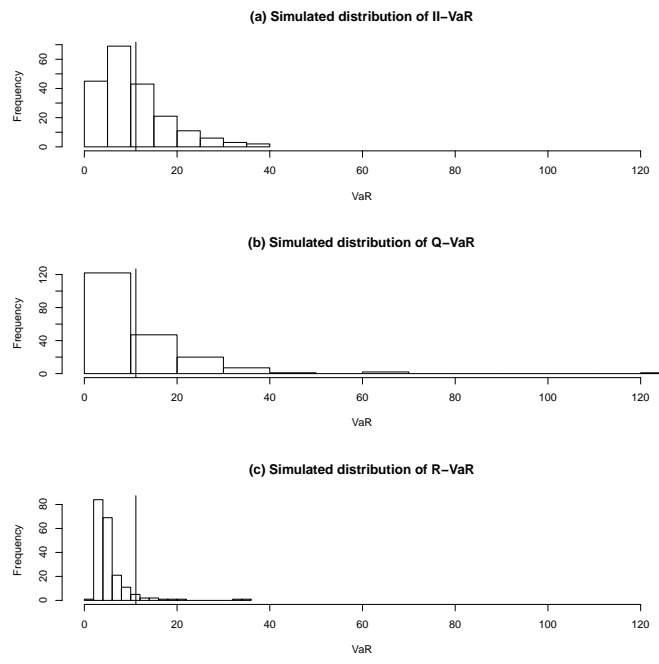 (a) Simulated distribution of II−VaR
Frequency
60
40
20
0
0 20 40 60 80 100 120
VaR
(b) Simulated distribution of Q−VaR
Frequency
120
80
40
0
0 20 40 60 80 100 120
VaR
(c) Simulated distribution of R−VaR
Frequency
80
60
40
20
0
0 20 40 60 80 100 120
VaR